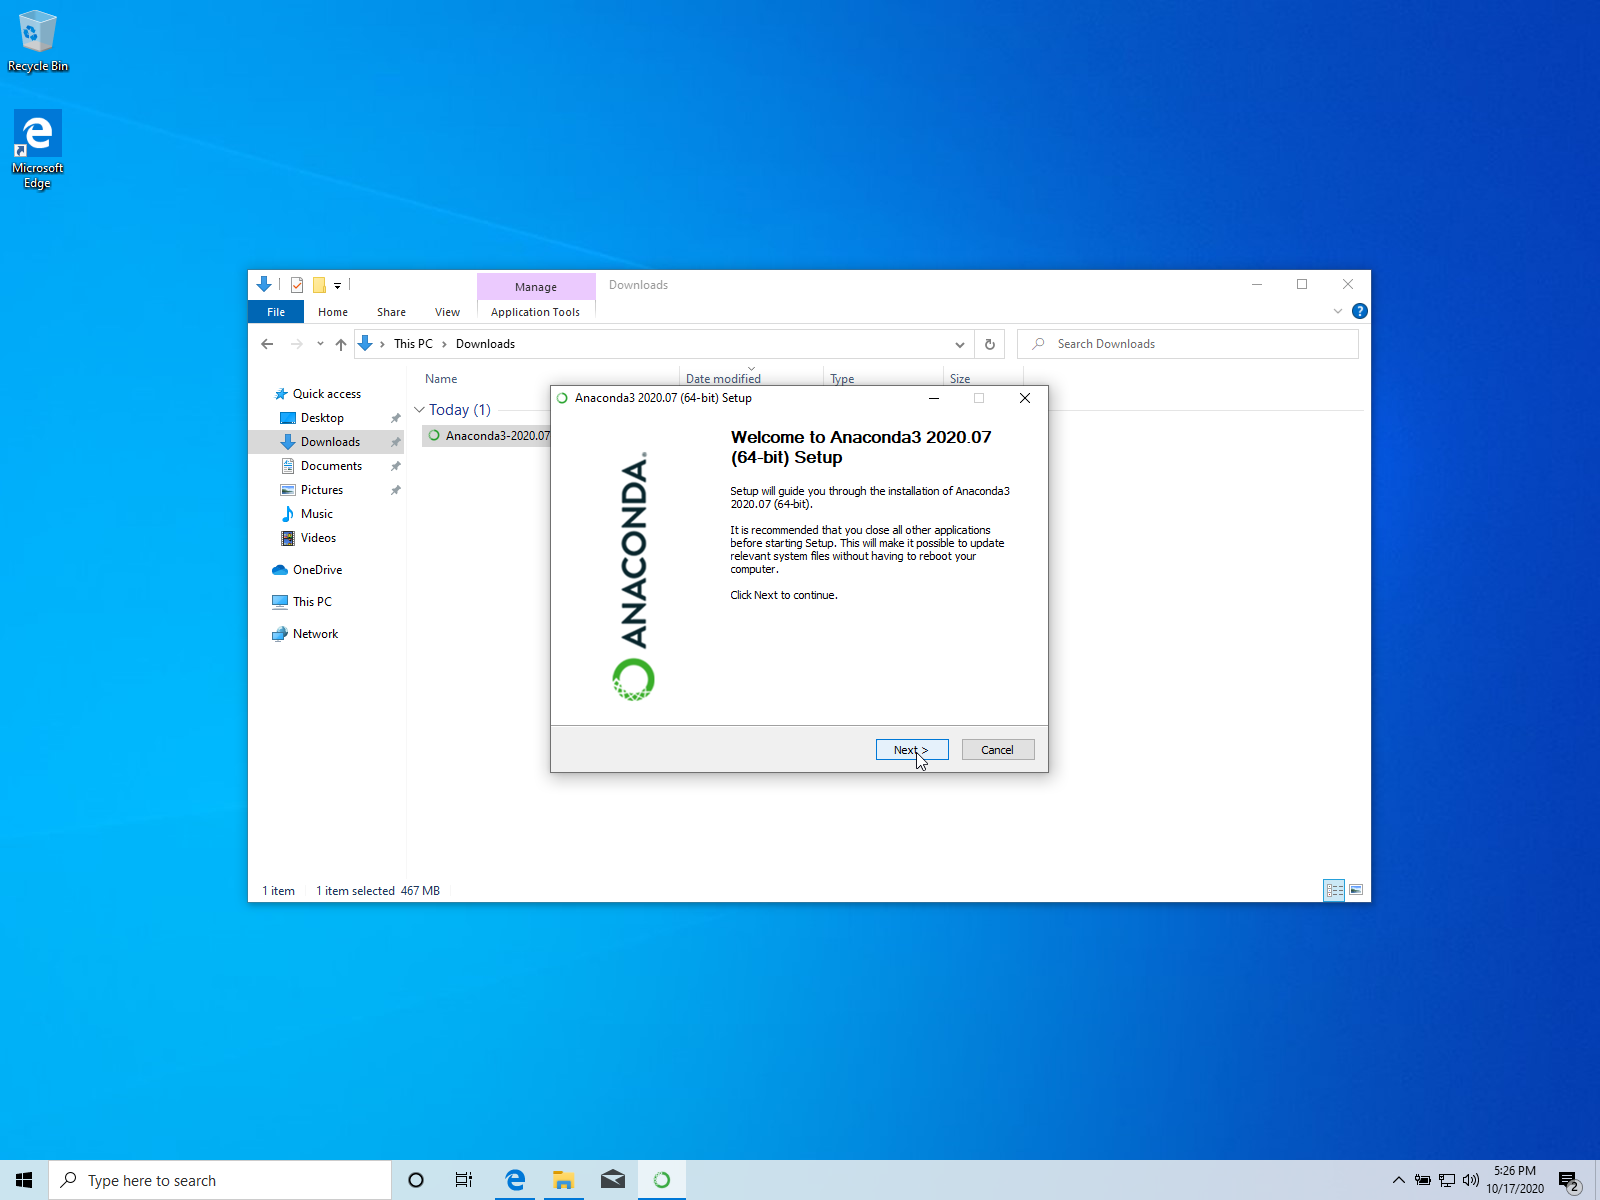 Recycle Bin
Microsoft
Edge
Manage
Downloads
File
Home
Share
View
Application Tools
This PC
Downloads
Search Downloads
Name
Date modified
Type
Size
Quick access
Desktop
Downloads
Documents
Pictures
Music
Videos
OneDrive
This PC
Network
Today (1)
Anaconda3-2020.07
Anaconda3 2020.07 (64-bit) Setup
ANACONDA
Welcome to Anaconda3 2020.07
(64-bit) Setup
Setup will guide you through the installation of Anaconda3
2020.07 (64-bit).
It is recommended that you close all other applications
before starting Setup. This will make it possible to update
relevant system files without having to reboot your
computer.
Click Next to continue.
Next >
Cancel
1 item
1 item selected 467 MB
Type here to search
5:26 PM
10/17/2020
2